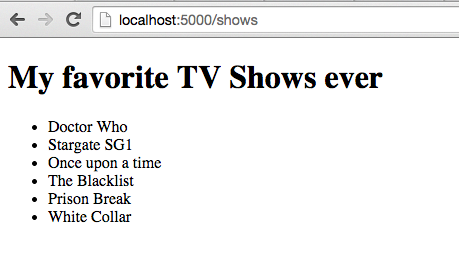 localhost:5000/shows
My favorite TV Shows ever
• Doctor Who
• Stargate SG1
• Once upon a time
• The Blacklist
• Prison Break
• White Collar